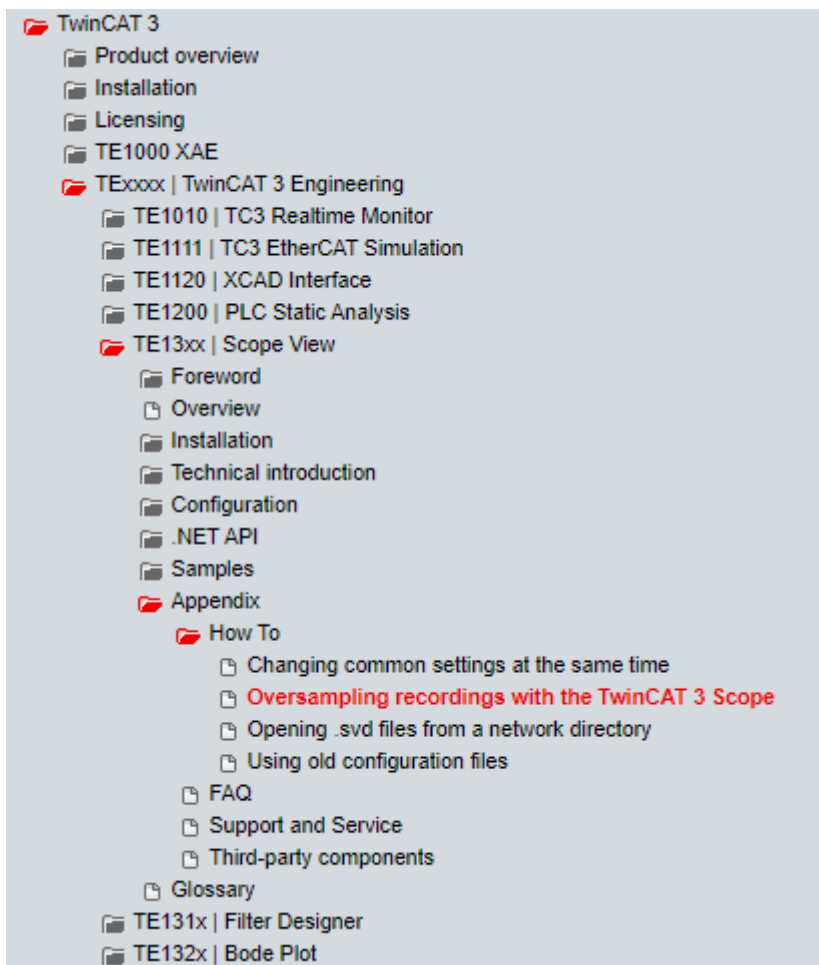 TwinCAT 3
Product overview
Installation
Licensing
TE1000 XAE
TExxxx | TwinCAT 3 Engineering
TE1010 | TC3 Realtime Monitor
TE1111 | TC3 EtherCAT Simulation
TE1120 | XCAD Interface
TE1200 | PLC Static Analysis
TE13xx | Scope View
Foreword
Overview
Installation
Technical introduction
Configuration
.NET API
Samples
Appendix
How To
Changing common settings at the same time
Oversampling recordings with the TwinCAT 3 Scope
Opening .svd files from a network directory
Using old configuration files
FAQ
Support and Service
Third-party components
Glossary
TE131x | Filter Designer
TE132x | Bode Plot